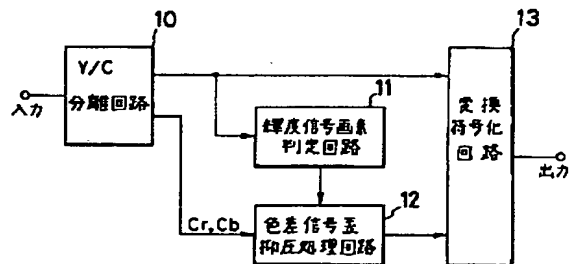 10
Y/C
分離回路
入力
11
輝度信号画素
判定回路
Cr,Cb
12
色差信号歪
抑圧処理回路
13
変換
符号化
回路
出力